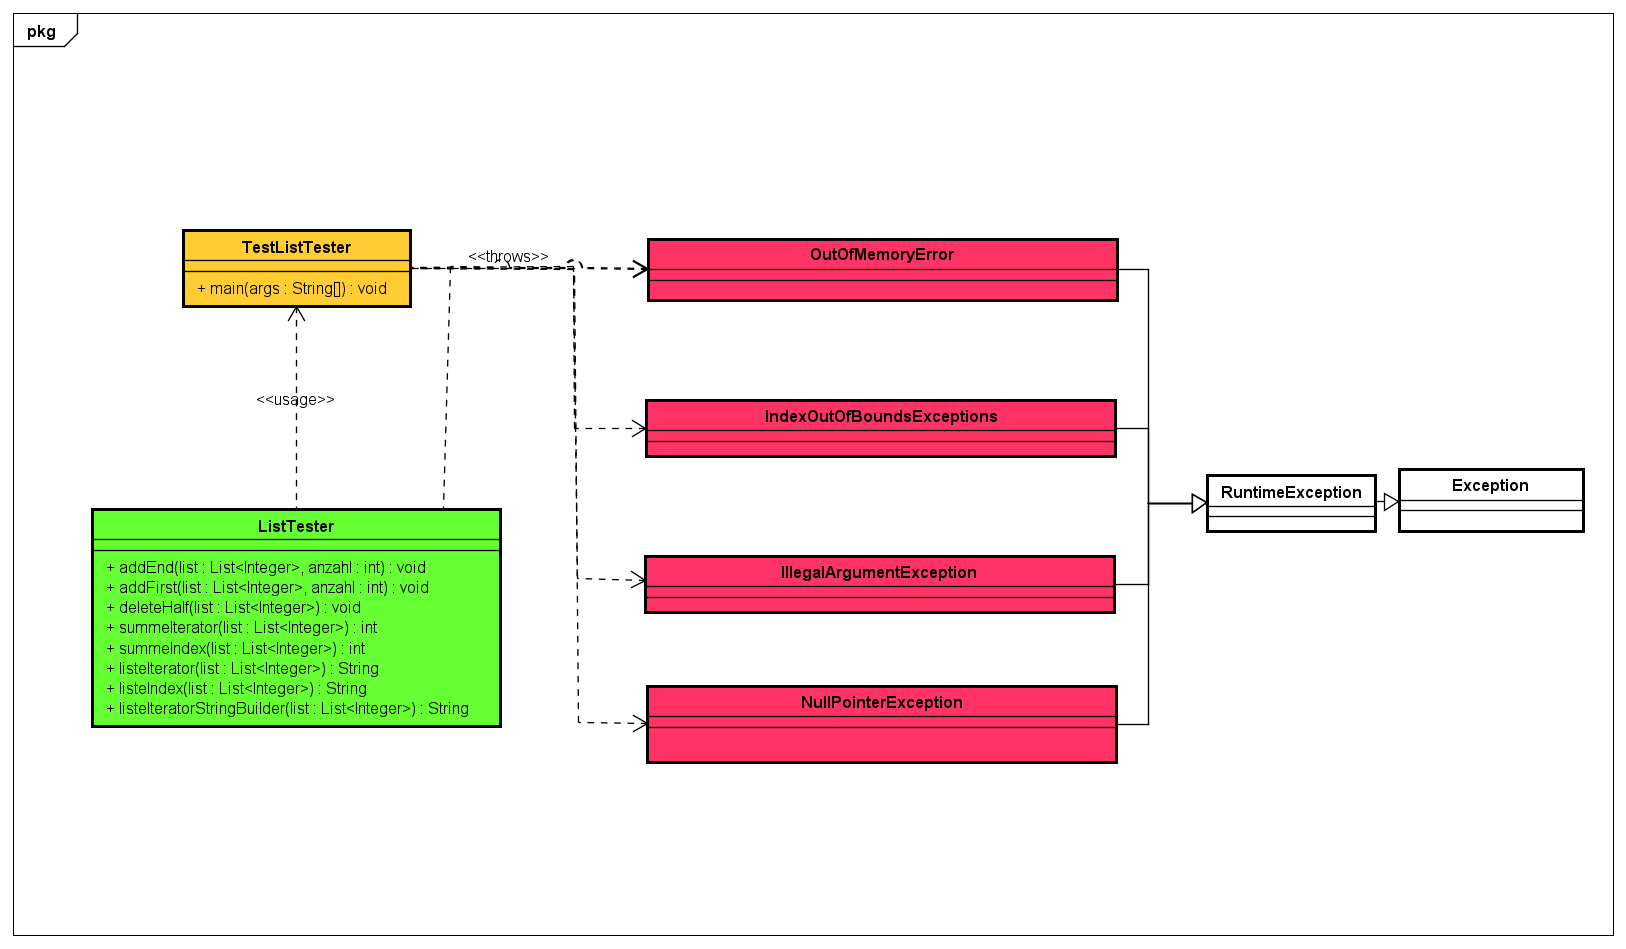 pkg
TestListTester
+ main(args : String[]) : void
<<throws>>
OutOfMemoryError
<<usage>>
IndexOutOfBoundsExceptions
RuntimeException
Exception
ListTester
+ addEnd(list : List<Integer>, anzahl : int) : void
+ addFirst(list : List<Integer>, anzahl : int) : void
+ deleteHalf(list : List<Integer>) : void
+ summeIterator(list : List<Integer>) : int
+ summeIndex(list : List<Integer>) : int
+ listeIterator(list : List<Integer>) : String
+ listeIndex(list : List<Integer>) : String
+ listeIteratorStringBuilder(list : List<Integer>) : String
IllegalArgumentException
NullPointerException